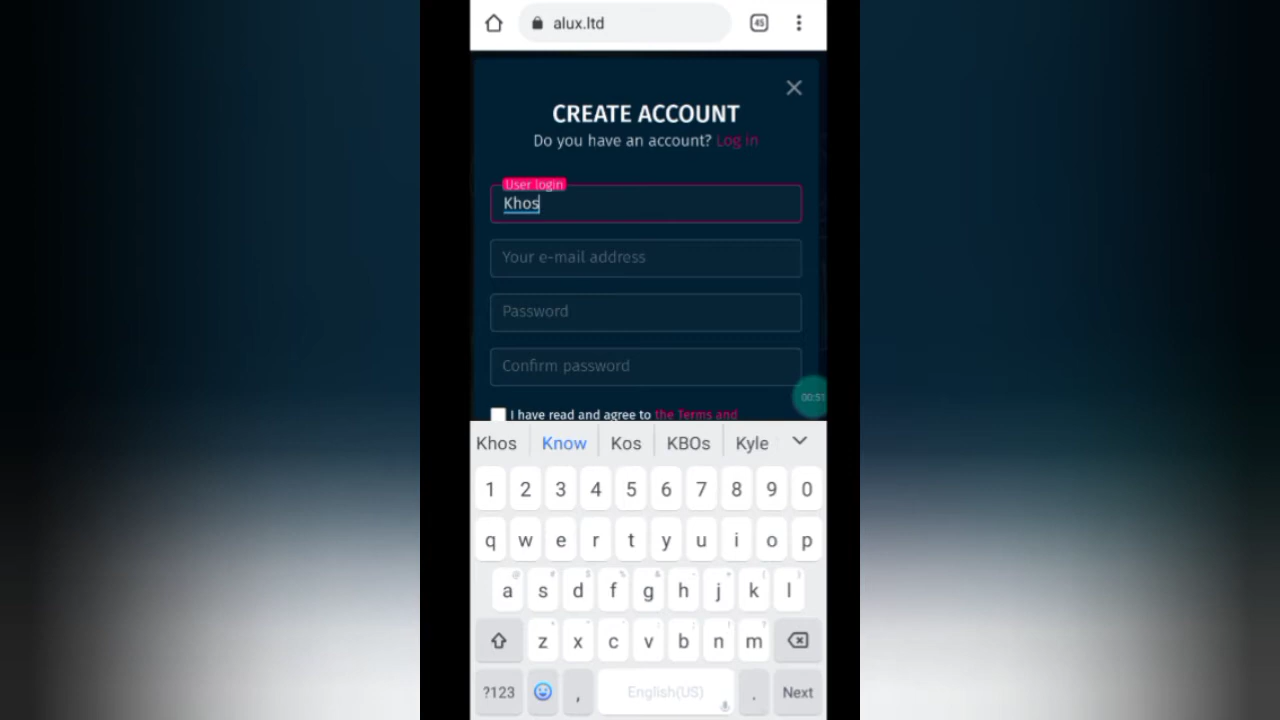 45
alux.ltd
CREATE ACCOUNT
Do you have an account? Log in
User login
Khos
Your e-mail address
Password
Confirm password
00:51
I have read and agree to the Terms and
Khos Know Kos KBOs Kyle
1 2 3 4 5 6 7 8 9 0
q w e r t y u i o p
a s d f g h j k l
z x c v b n m
?123 , English(US) . Next